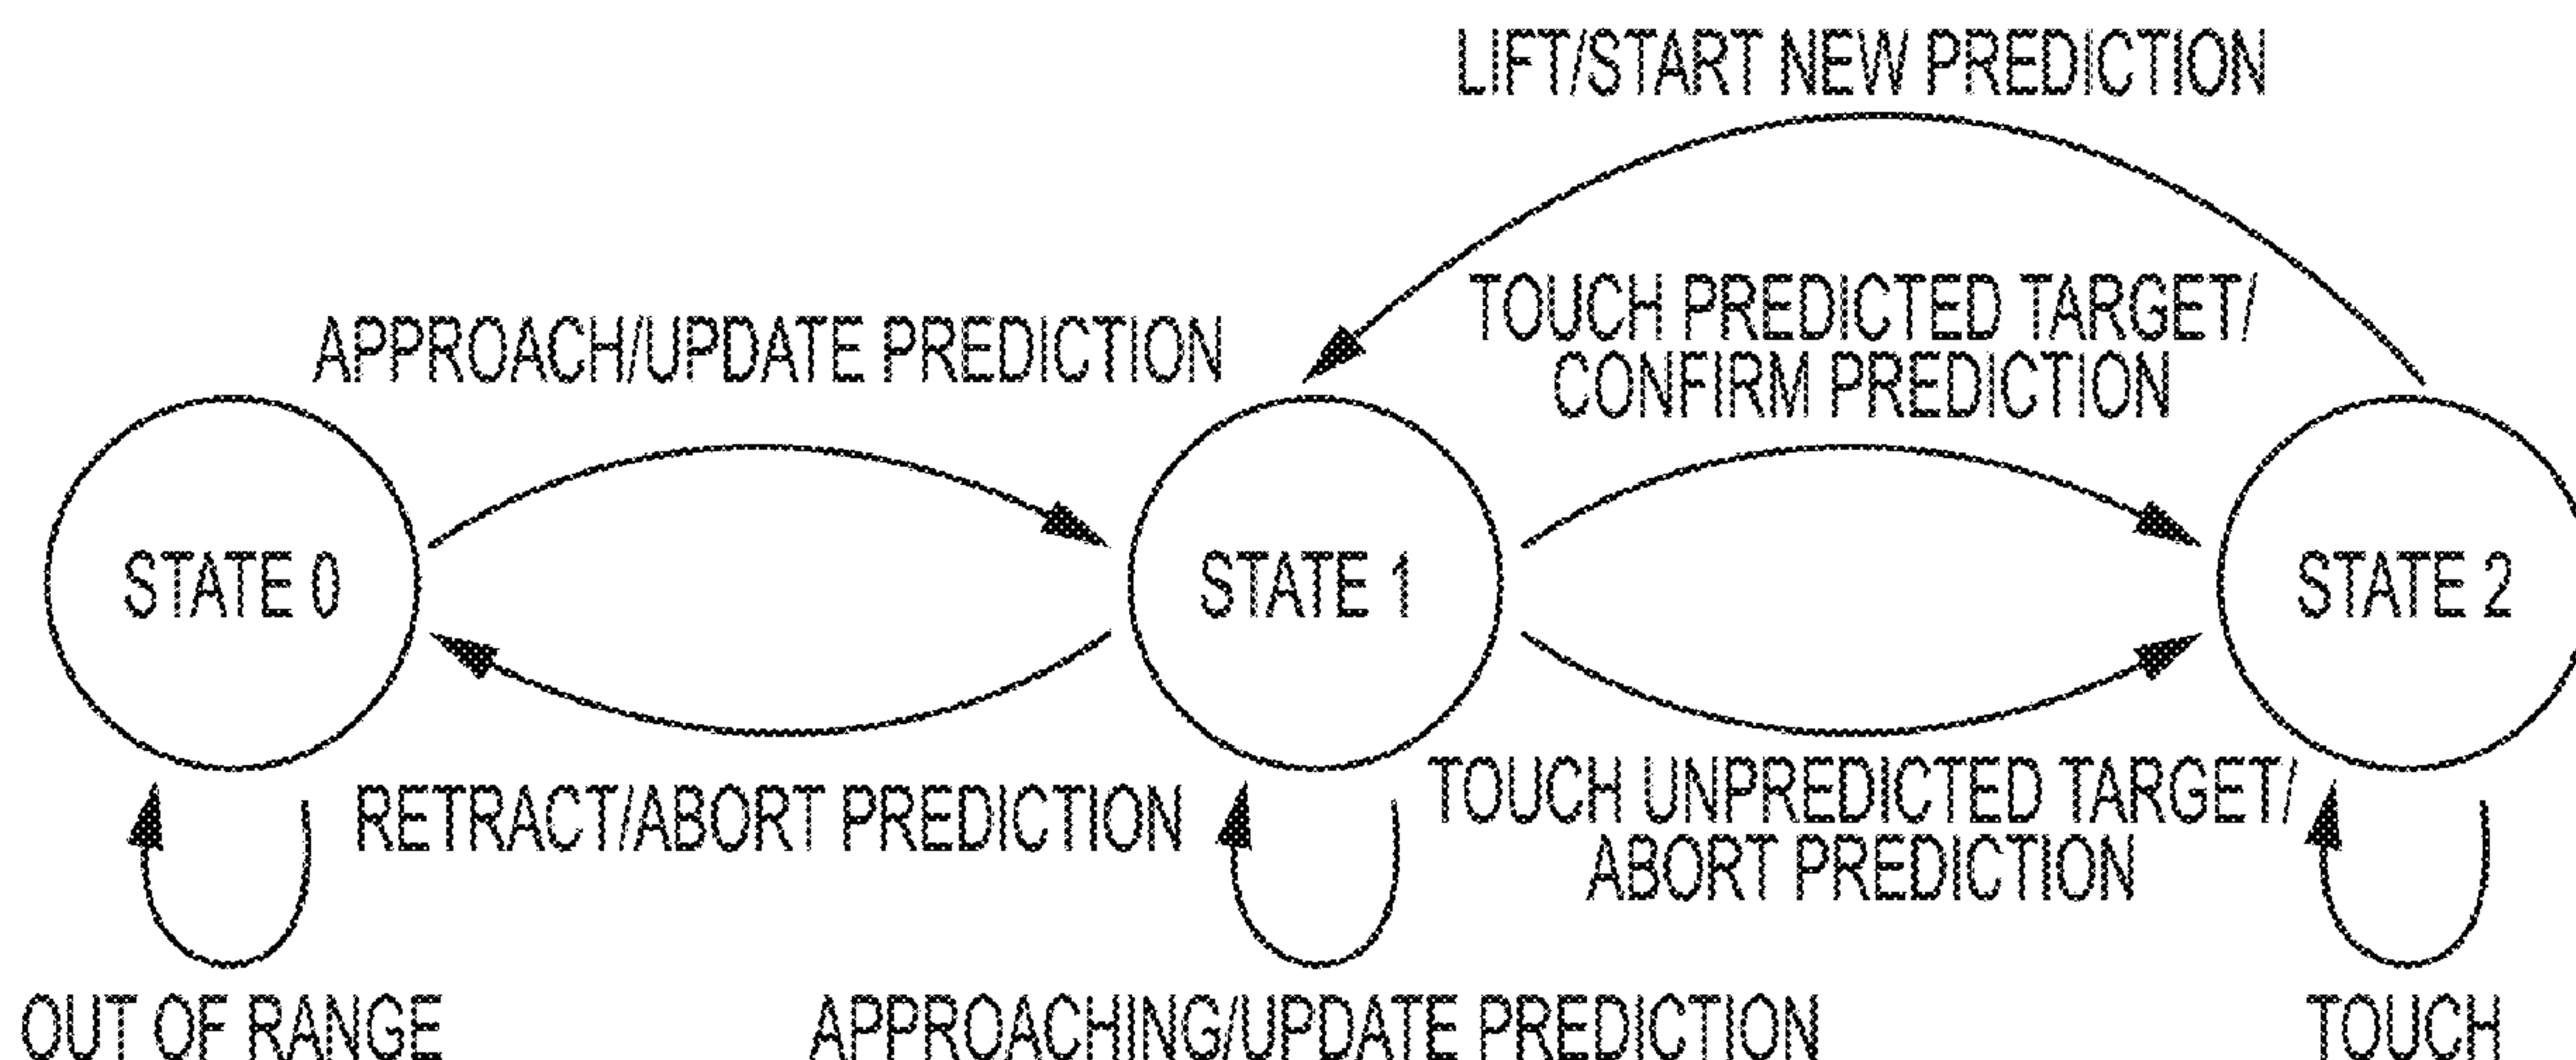 LIFT/START NEW PREDICTION
TOUCH PREDICTED TARGET/
CONFIRM PREDICTION
APPROACH/UPDATE PREDICTION
STATE 0
STATE 1
STATE 2
RETRACT/ABORT PREDICTION
TOUCH UNPREDICTED TARGET/
ABORT PREDICTION
OUT OF RANGE
APPROACHING/UPDATE PREDICTION
TOUCH